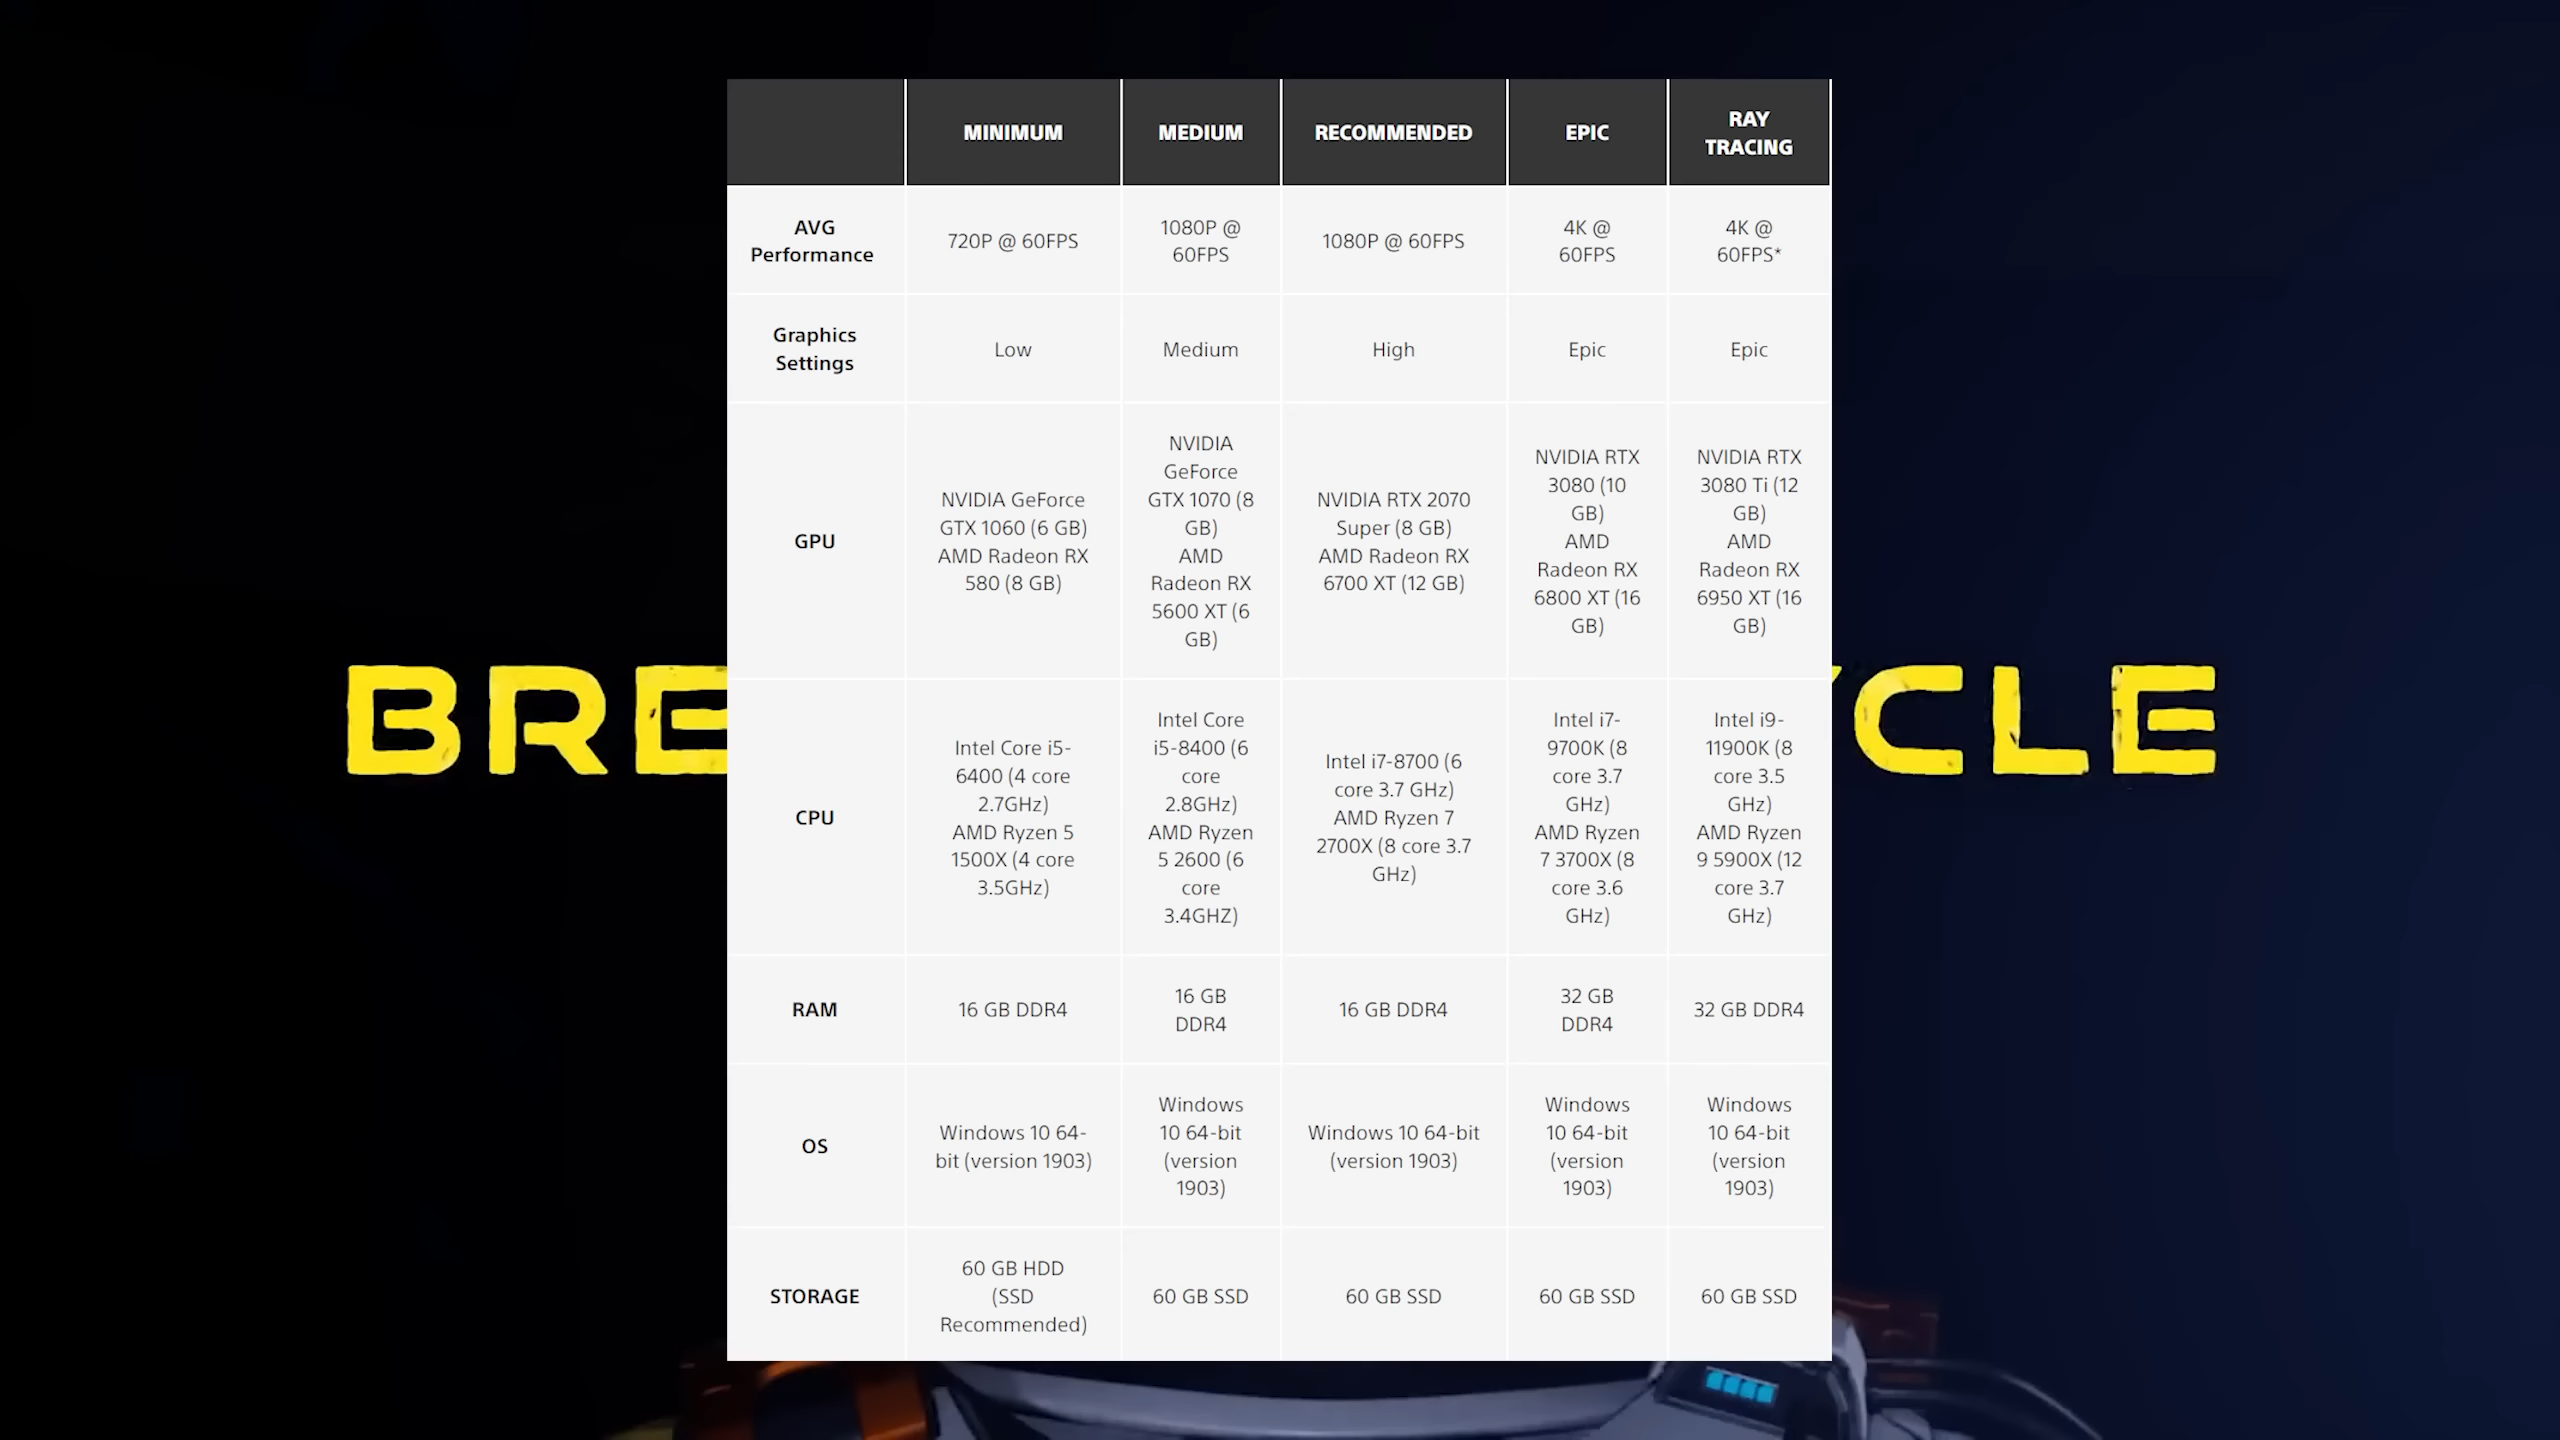 MINIMUM
MEDIUM
RECOMMENDED
EPIC
RAY
TRACING
AVG
Performance
720P @ 60FPS
1080P @
60FPS
1080P @ 60FPS
4K @
60FPS
4K @
60FPS*
Graphics
Settings
Low
Medium
High
Epic
Epic
GPU
NVIDIA GeForce
GTX 1060 (6 GB)
AMD Radeon RX
580 (8 GB)
NVIDIA
GeForce
GTX 1070 (8
GB)
AMD
Radeon RX
5600 XT (6
GB)
NVIDIA RTX 2070
Super (8 GB)
AMD Radeon RX
6700 XT (12 GB)
NVIDIA RTX
3080 (10
GB)
AMD
Radeon RX
6800 XT (16
GB)
NVIDIA RTX
3080 Ti (12
GB)
AMD
Radeon RX
6950 XT (16
GB)
BRE
CLE
CPU
Intel Core i5-
6400 (4 core
2.7GHz)
AMD Ryzen 5
1500X (4 core
3.5GHz)
Intel Core
i5-8400 (6
core
2.8GHz)
AMD Ryzen
5 2600 (6
core
3.4GHZ)
Intel i7-8700 (6
core 3.7 GHz)
AMD Ryzen 7
2700X (8 core 3.7
GHz)
Intel i7-
9700K (8
core 3.7
GHz)
AMD Ryzen
7 3700X (8
core 3.6
GHz)
Intel i9-
11900K (8
core 3.5
GHz)
AMD Ryzen
9 5900X (12
core 3.7
GHz)
RAM
16 GB DDR4
16 GB
DDR4
16 GB DDR4
32 GB
DDR4
32 GB DDR4
OS
Windows 10 64-
bit (version 1903)
Windows
10 64-bit
(version
1903)
Windows 10 64-bit
(version 1903)
Windows
10 64-bit
(version
1903)
Windows
10 64-bit
(version
1903)
STORAGE
60 GB HDD
(SSD
Recommended)
60 GB SSD
60 GB SSD
60 GB SSD
60 GB SSD